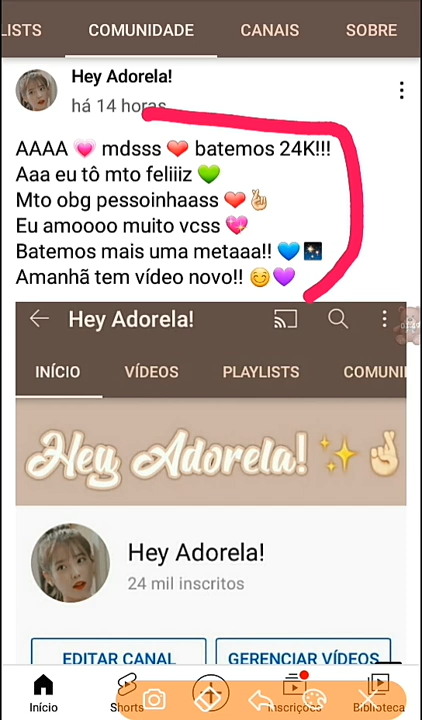 LISTS COMUNIDADE CANAIS SOBRE
Hey Adorela!
há 14 horas
AAAA 💗 mdsss ❤️ batemos 24K!!!
Aaa eu tô mto feliiiz 💚
Mto obg pessoinhaass ❤️🫰🏻
Eu amoooo muito vcss 💖
Batemos mais uma metaaa!! 💙🌌
Amanhã tem vídeo novo!! 😊💜
Hey Adorela!
INÍCIO VÍDEOS PLAYLISTS COMUNI
Hey Adorela! ✨🤞🏻
Hey Adorela!
24 mil inscritos
EDITAR CANAL GERENCIAR VÍDEOS
Início Shorts Inscrições Biblioteca